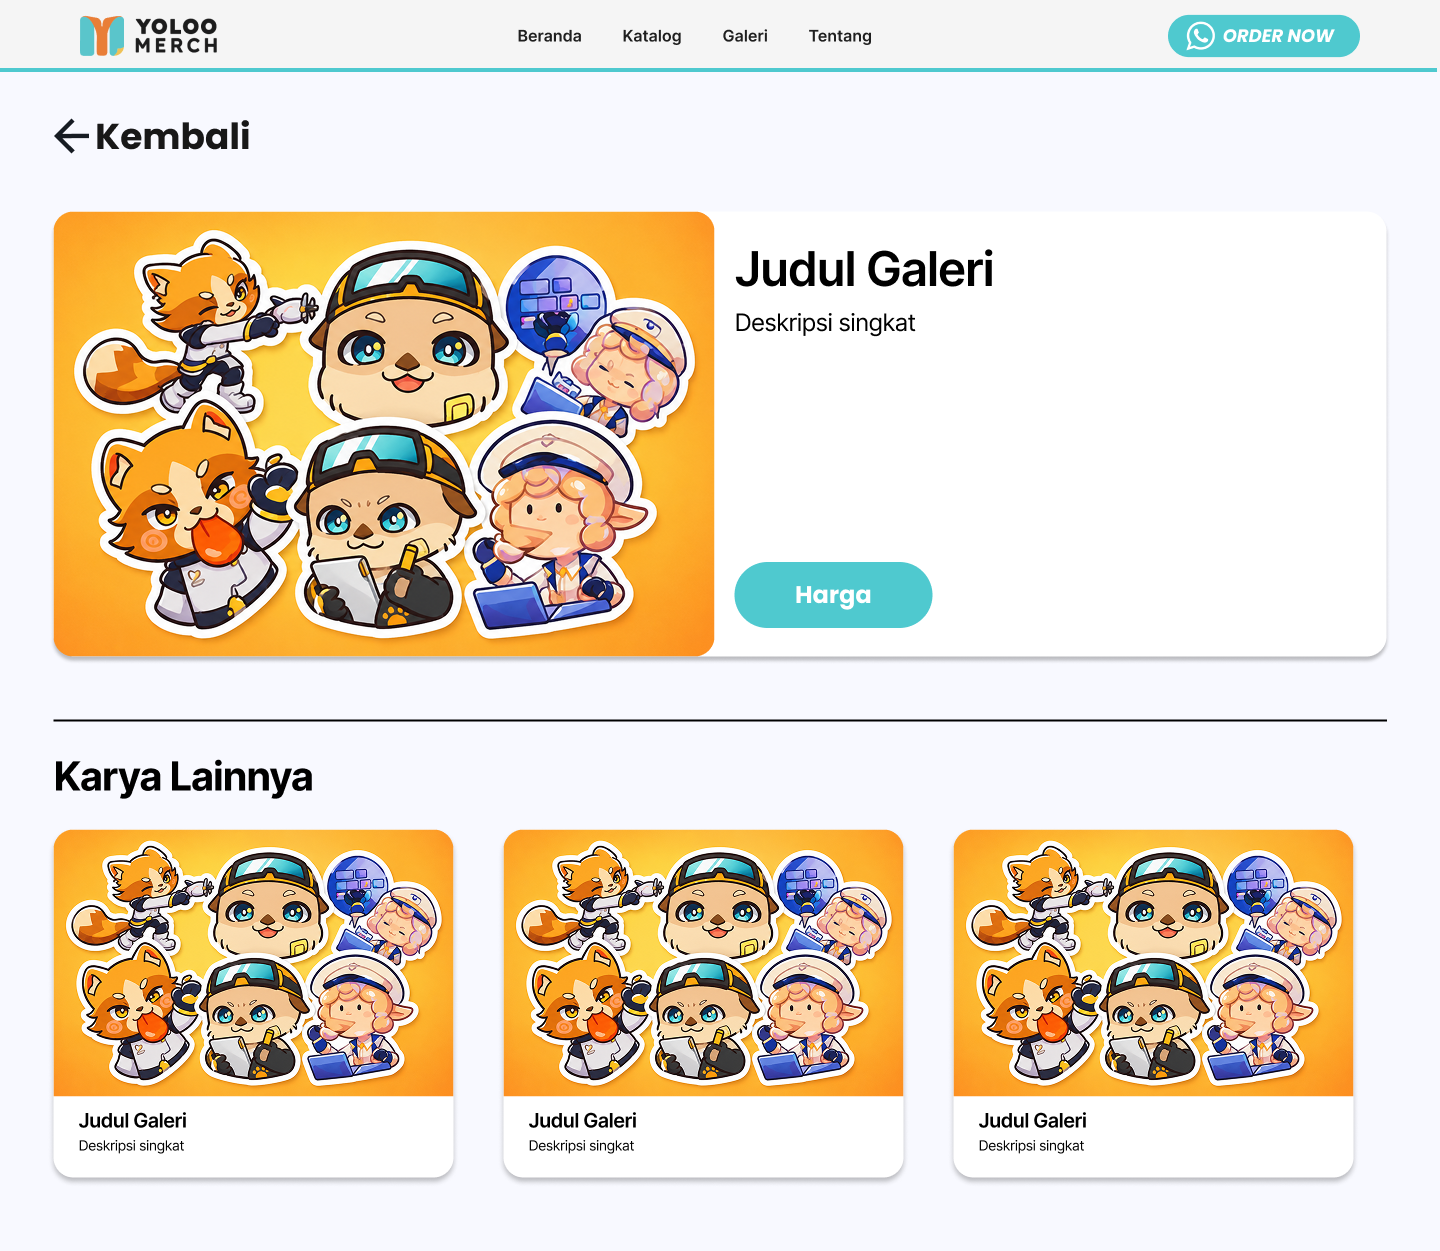 YOLOO
MERCH
Beranda Katalog Galeri Tentang
ORDER NOW
Kembali
Judul Galeri
Deskripsi singkat
Harga
Karya Lainnya
Judul Galeri
Deskripsi singkat
Judul Galeri
Deskripsi singkat
Judul Galeri
Deskripsi singkat